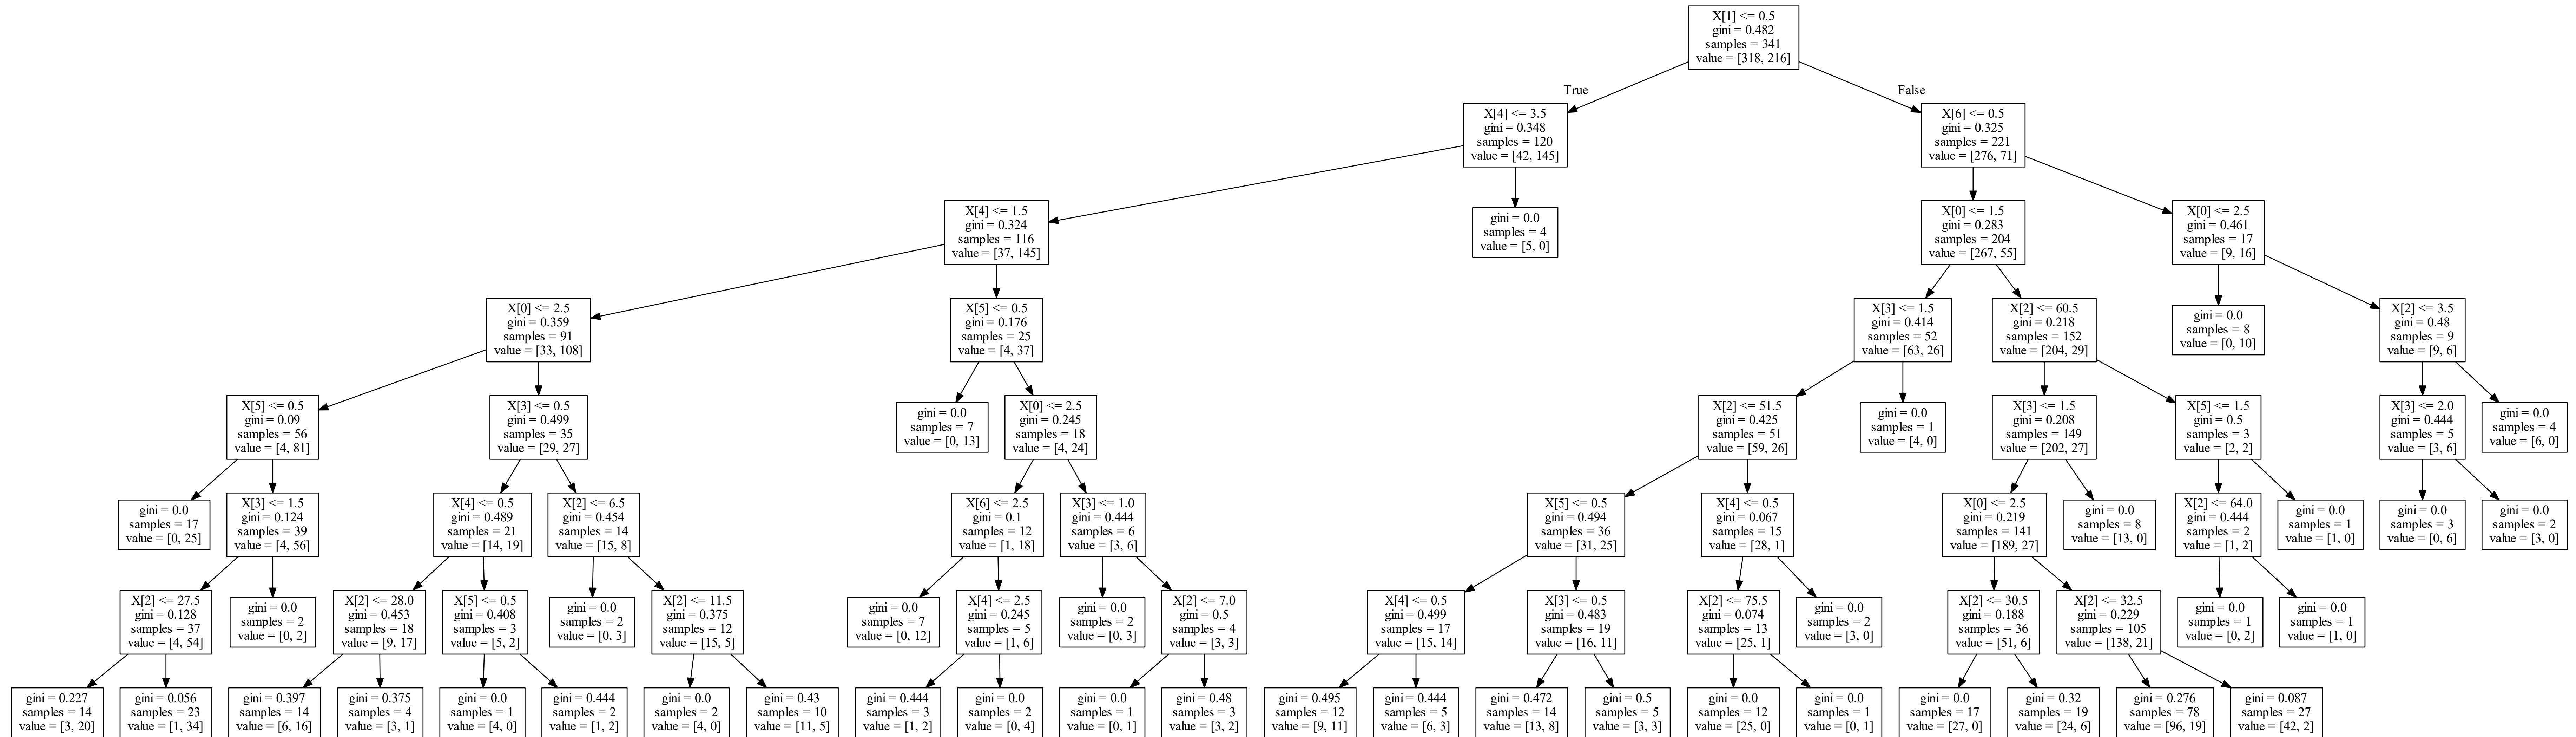 X[1] <= 0.5
gini = 0.482
samples = 341
value = [318, 216]
True
False
X[4] <= 3.5
gini = 0.348
samples = 120
value = [42, 145]
X[6] <= 0.5
gini = 0.325
samples = 221
value = [276, 71]
X[4] <= 1.5
gini = 0.324
samples = 116
value = [37, 145]
gini = 0.0
samples = 4
value = [5, 0]
X[0] <= 1.5
gini = 0.283
samples = 204
value = [267, 55]
X[0] <= 2.5
gini = 0.461
samples = 17
value = [9, 16]
X[0] <= 2.5
gini = 0.359
samples = 91
value = [33, 108]
X[5] <= 0.5
gini = 0.176
samples = 25
value = [4, 37]
X[3] <= 1.5
gini = 0.414
samples = 52
value = [63, 26]
X[2] <= 60.5
gini = 0.218
samples = 152
value = [204, 29]
gini = 0.0
samples = 8
value = [0, 10]
X[2] <= 3.5
gini = 0.48
samples = 9
value = [9, 6]
X[5] <= 0.5
gini = 0.09
samples = 56
value = [4, 81]
X[3] <= 0.5
gini = 0.499
samples = 35
value = [29, 27]
gini = 0.0
samples = 7
value = [0, 13]
X[0] <= 2.5
gini = 0.245
samples = 18
value = [4, 24]
X[2] <= 51.5
gini = 0.425
samples = 51
value = [59, 26]
gini = 0.0
samples = 1
value = [4, 0]
X[3] <= 1.5
gini = 0.208
samples = 149
value = [202, 27]
X[5] <= 1.5
gini = 0.5
samples = 3
value = [2, 2]
X[3] <= 2.0
gini = 0.444
samples = 5
value = [3, 6]
gini = 0.0
samples = 4
value = [6, 0]
gini = 0.0
samples = 17
value = [0, 25]
X[3] <= 1.5
gini = 0.124
samples = 39
value = [4, 56]
X[4] <= 0.5
gini = 0.489
samples = 21
value = [14, 19]
X[2] <= 6.5
gini = 0.454
samples = 14
value = [15, 8]
X[6] <= 2.5
gini = 0.1
samples = 12
value = [1, 18]
X[3] <= 1.0
gini = 0.444
samples = 6
value = [3, 6]
X[5] <= 0.5
gini = 0.494
samples = 36
value = [31, 25]
X[4] <= 0.5
gini = 0.067
samples = 15
value = [28, 1]
X[0] <= 2.5
gini = 0.219
samples = 141
value = [189, 27]
gini = 0.0
samples = 8
value = [13, 0]
X[2] <= 64.0
gini = 0.444
samples = 2
value = [1, 2]
gini = 0.0
samples = 1
value = [1, 0]
gini = 0.0
samples = 3
value = [0, 6]
gini = 0.0
samples = 2
value = [3, 0]
X[2] <= 27.5
gini = 0.128
samples = 37
value = [4, 54]
gini = 0.0
samples = 2
value = [0, 2]
X[2] <= 28.0
gini = 0.453
samples = 18
value = [9, 17]
X[5] <= 0.5
gini = 0.408
samples = 3
value = [5, 2]
gini = 0.0
samples = 2
value = [0, 3]
X[2] <= 11.5
gini = 0.375
samples = 12
value = [15, 5]
gini = 0.0
samples = 7
value = [0, 12]
X[4] <= 2.5
gini = 0.245
samples = 5
value = [1, 6]
gini = 0.0
samples = 2
value = [0, 3]
X[2] <= 7.0
gini = 0.5
samples = 4
value = [3, 3]
X[4] <= 0.5
gini = 0.499
samples = 17
value = [15, 14]
X[3] <= 0.5
gini = 0.483
samples = 19
value = [16, 11]
X[2] <= 75.5
gini = 0.074
samples = 13
value = [25, 1]
gini = 0.0
samples = 2
value = [3, 0]
X[2] <= 30.5
gini = 0.188
samples = 36
value = [51, 6]
X[2] <= 32.5
gini = 0.229
samples = 105
value = [138, 21]
gini = 0.0
samples = 1
value = [0, 2]
gini = 0.0
samples = 1
value = [1, 0]
gini = 0.227
samples = 14
value = [3, 20]
gini = 0.056
samples = 23
value = [1, 34]
gini = 0.397
samples = 14
value = [6, 16]
gini = 0.375
samples = 4
value = [3, 1]
gini = 0.0
samples = 1
value = [4, 0]
gini = 0.444
samples = 2
value = [1, 2]
gini = 0.0
samples = 2
value = [4, 0]
gini = 0.43
samples = 10
value = [11, 5]
gini = 0.444
samples = 3
value = [1, 2]
gini = 0.0
samples = 2
value = [0, 4]
gini = 0.0
samples = 1
value = [0, 1]
gini = 0.48
samples = 3
value = [3, 2]
gini = 0.495
samples = 12
value = [9, 11]
gini = 0.444
samples = 5
value = [6, 3]
gini = 0.472
samples = 14
value = [13, 8]
gini = 0.5
samples = 5
value = [3, 3]
gini = 0.0
samples = 12
value = [25, 0]
gini = 0.0
samples = 1
value = [0, 1]
gini = 0.0
samples = 17
value = [27, 0]
gini = 0.32
samples = 19
value = [24, 6]
gini = 0.276
samples = 78
value = [96, 19]
gini = 0.087
samples = 27
value = [42, 2]